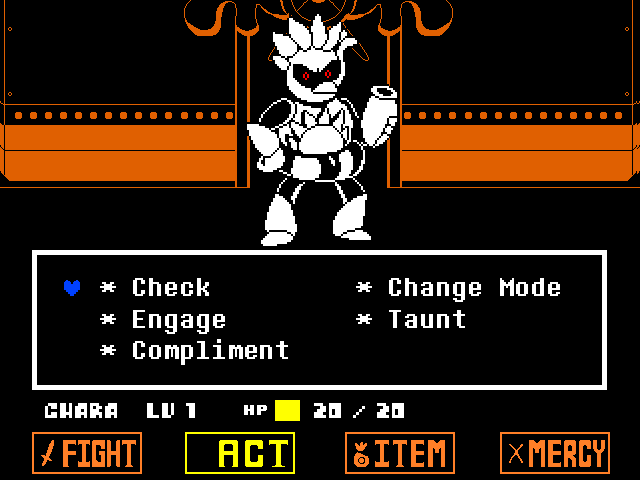 * Check * Change Mode
* Engage * Taunt
* Compliment
CHARA LV 1 HP 20 / 20
FIGHT ACT ITEM MERCY